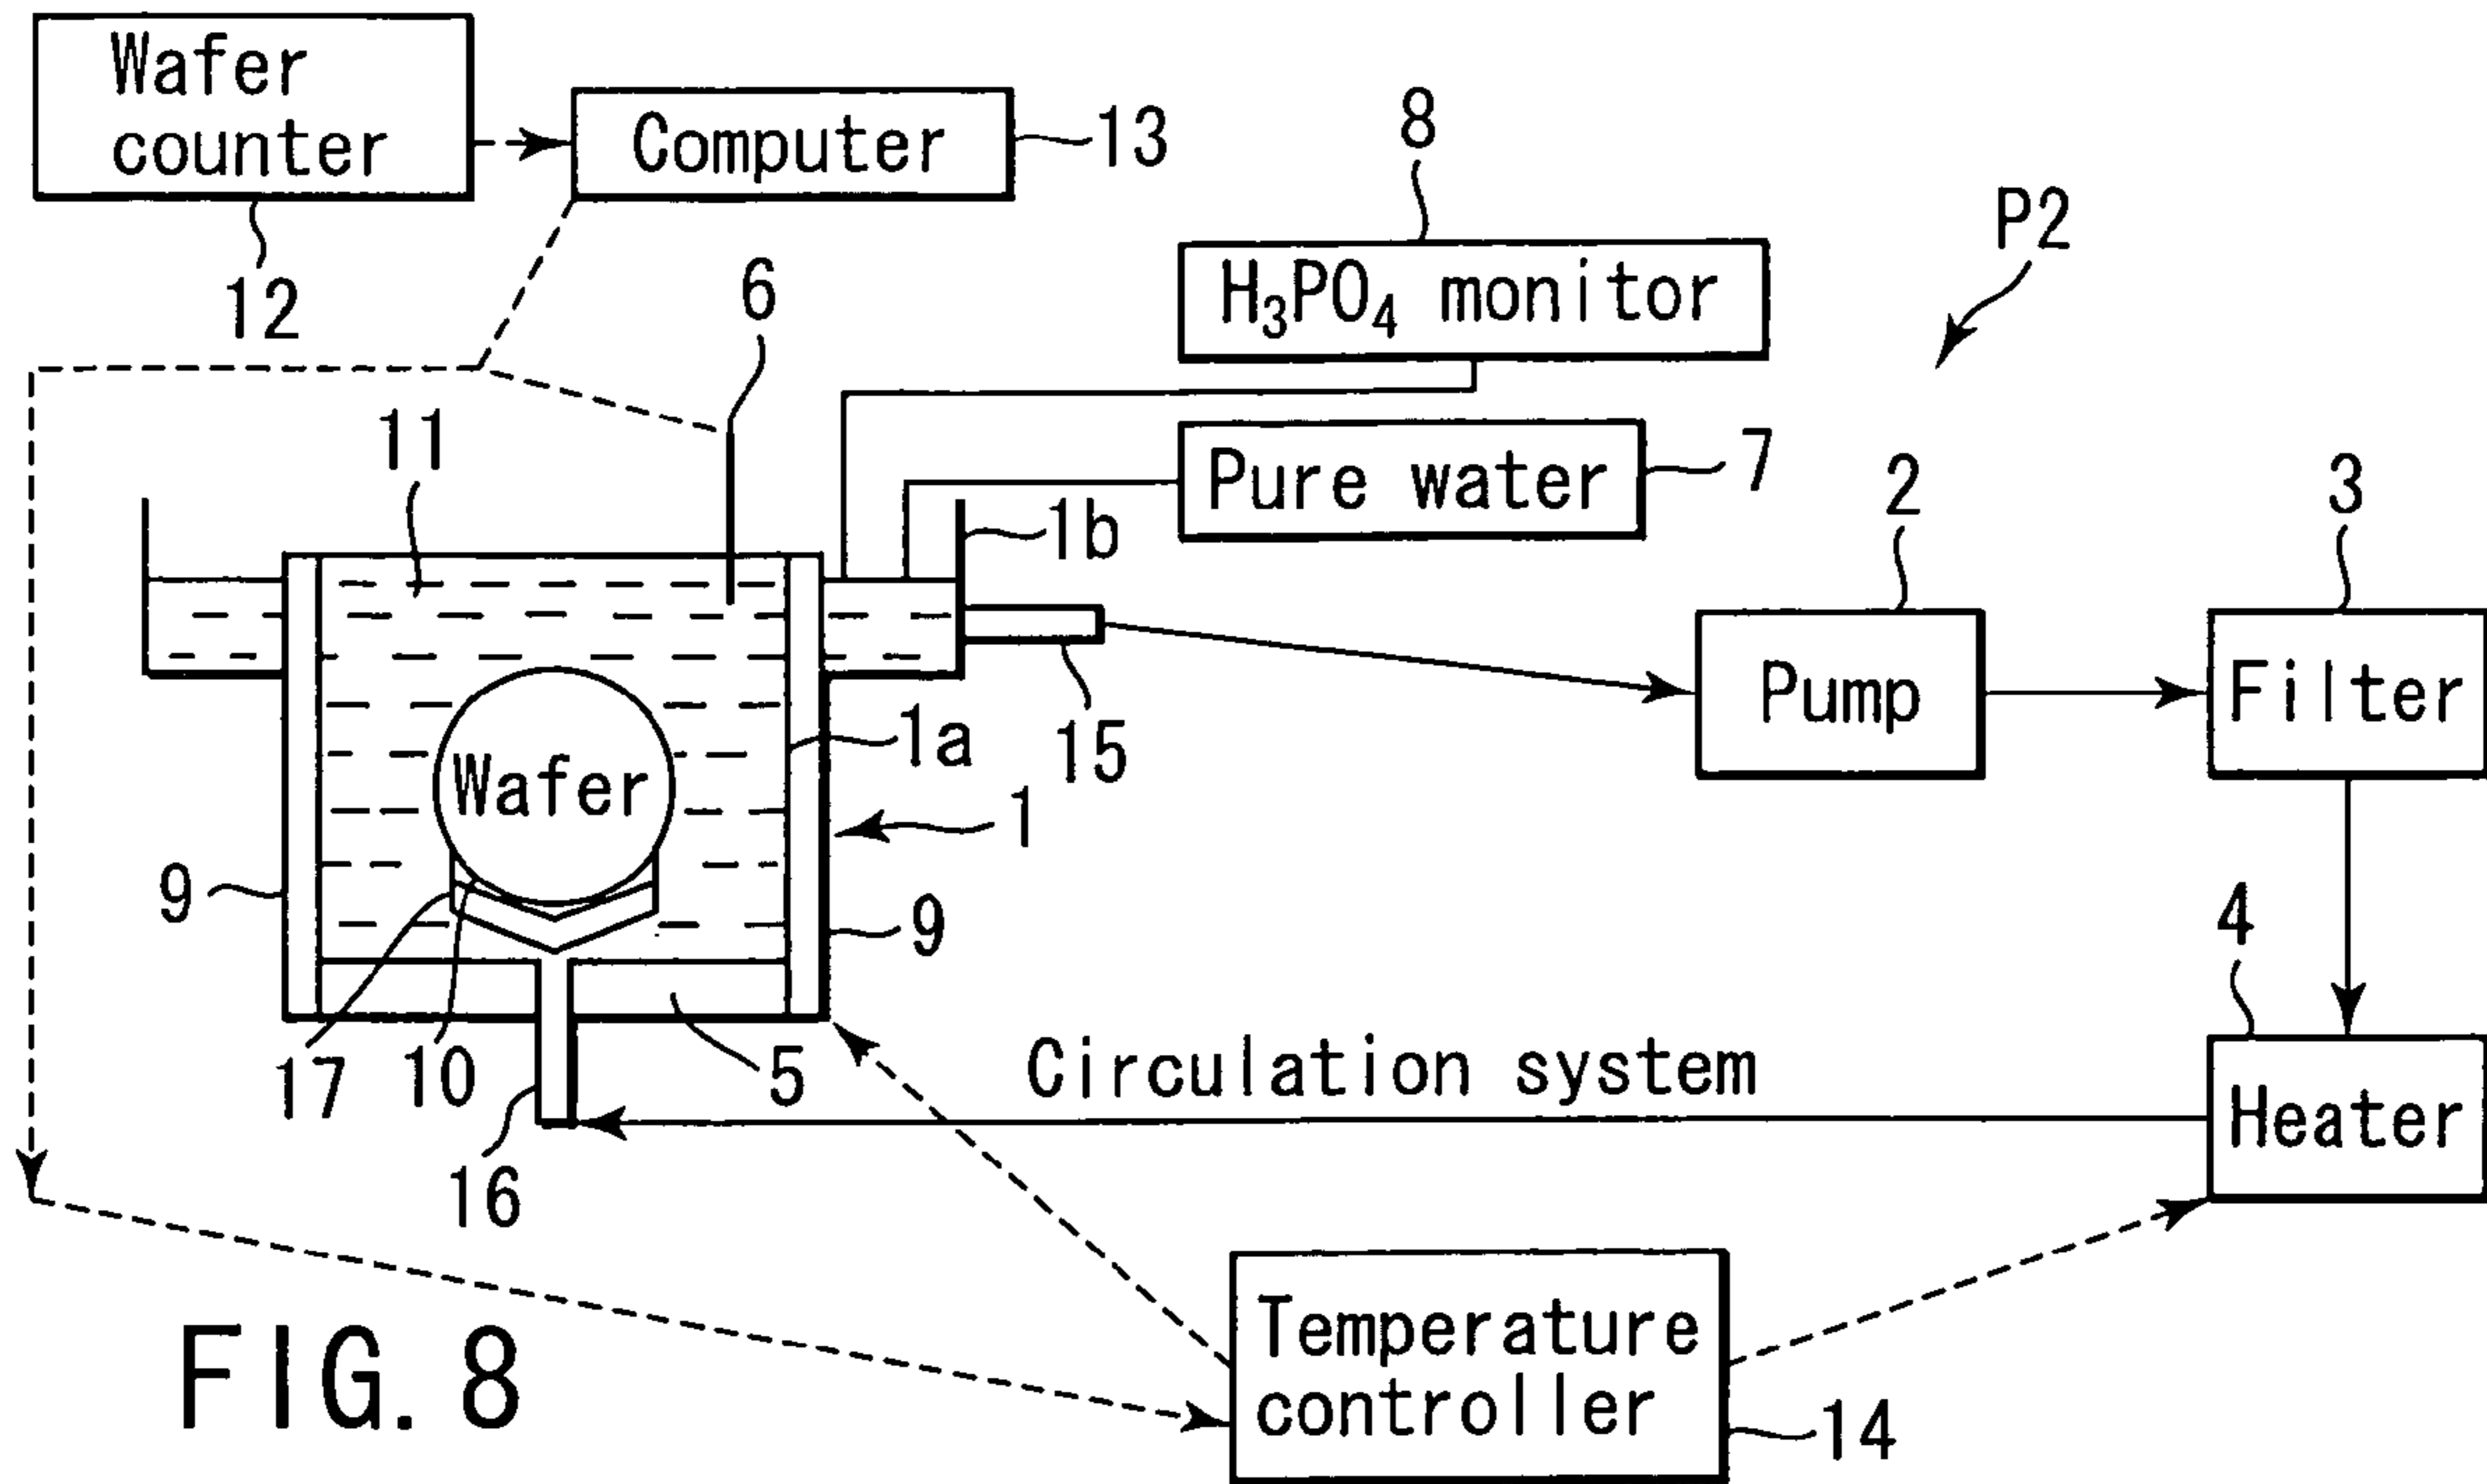 Wafer
counter
Computer
13
8
P2
12
6
H₃PO₄ monitor
11
Pure water
7
1b
2
3
Pump
Filter
15
1a
Wafer
1
9
9
4
17
10
5
Circulation system
Heater
16
Temperature
controller
14
FIG. 8